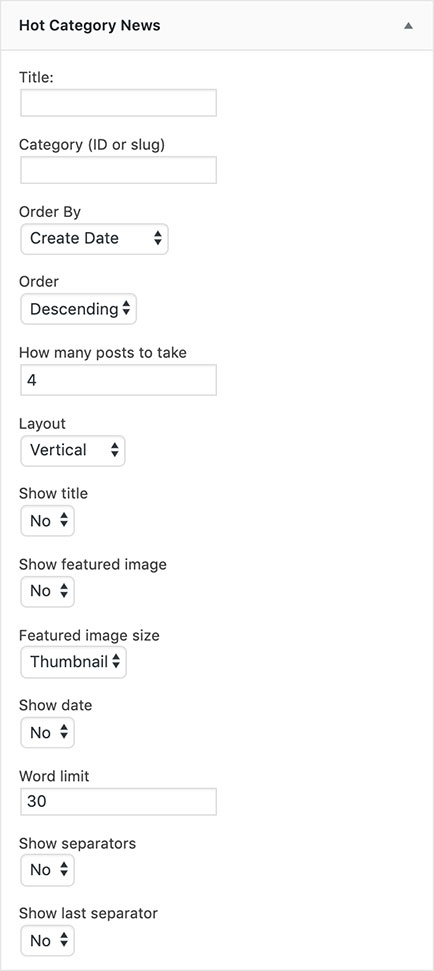 Hot Category News
Title:
Category (ID or slug)
Order By
Create Date
Order
Descending
How many posts to take
4
Layout
Vertical
Show title
No
Show featured image
No
Featured image size
Thumbnail
Show date
No
Word limit
30
Show separators
No
Show last separator
No